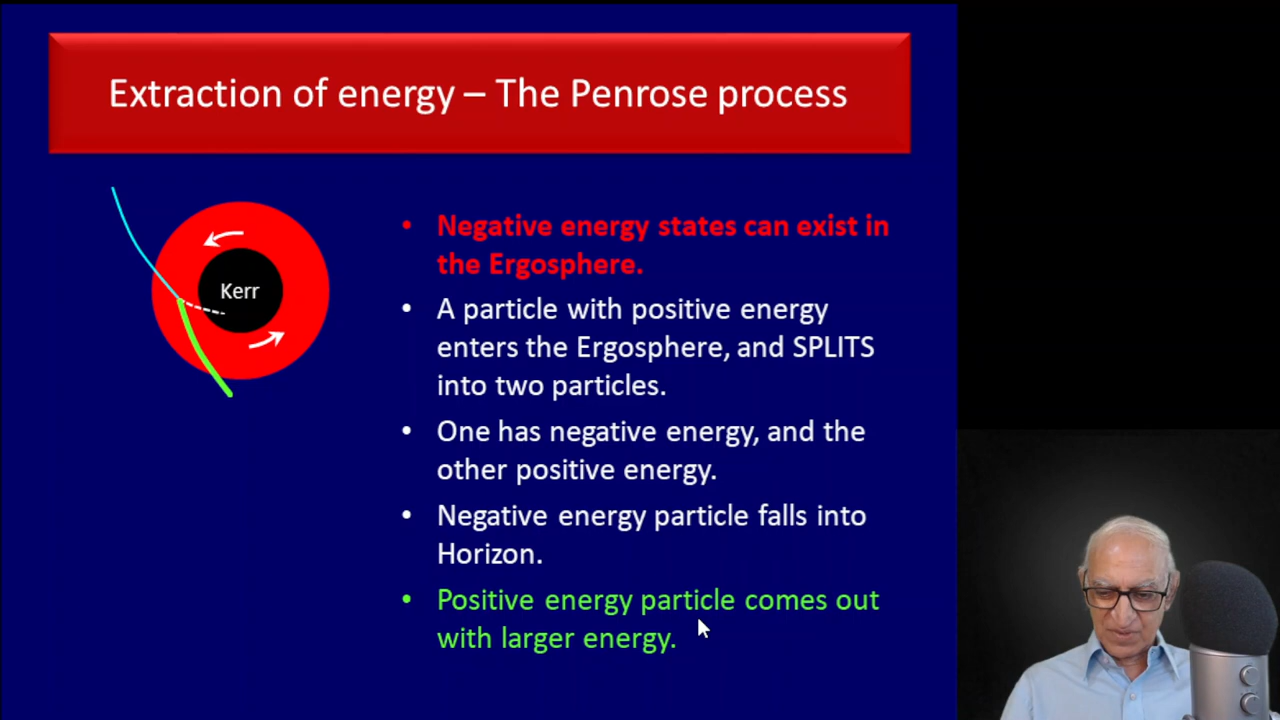 Extraction of energy – The Penrose process
Kerr
• Negative energy states can exist in
the Ergosphere.
• A particle with positive energy
enters the Ergosphere, and SPLITS
into two particles.
• One has negative energy, and the
other positive energy.
• Negative energy particle falls into
Horizon.
• Positive energy particle comes out
with larger energy.